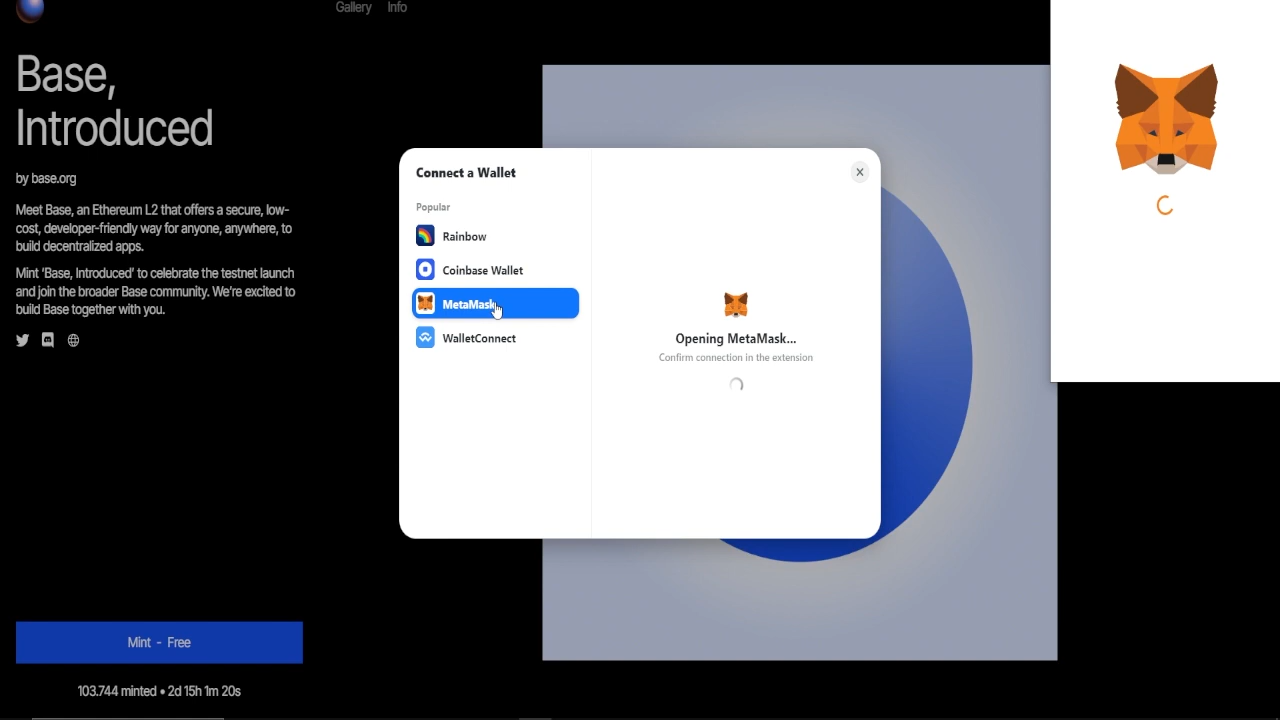 Gallery Info
Base,
Introduced
by base.org
Meet Base, an Ethereum L2 that offers a secure, low-
cost, developer-friendly way for anyone, anywhere, to
build decentralized apps.
Mint ‘Base, Introduced’ to celebrate the testnet launch
and join the broader Base community. We’re excited to
build Base together with you.
Mint - Free
103.744 minted • 2d 15h 1m 20s
Connect a Wallet
Popular
Rainbow
Coinbase Wallet
MetaMask
WalletConnect
Opening MetaMask...
Confirm connection in the extension